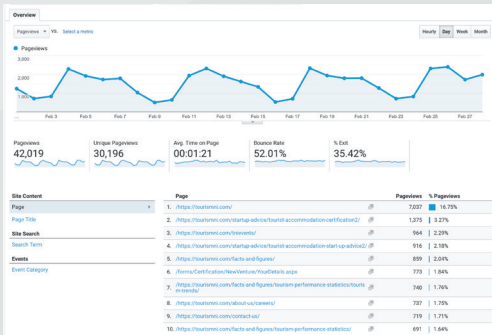 Overview
Pageviews VS. Select a metric
Hourly Day Week Month
Pageviews
3,000
2,000
1,000
... Feb 3 Feb 5 Feb 7 Feb 9 Feb 11 Feb 13 Feb 15 Feb 17 Feb 19 Feb 21 Feb 23 Feb 25 Feb 27
Pageviews Unique Pageviews Avg. Time on Page Bounce Rate % Exit
42,019 30,196 00:01:21 52.01% 35.42%
Site Content
Page
Page Title
Site Search
Search Term
Events
Event Category
Page Pageviews % Pageviews
1. /https://tourismni.com/ 7,037 16.75%
2. /https://tourismni.com/startup-advice/tourist-accommodation-certification2/ 1,375 3.27%
3. /https://tourismni.com/tnievents/ 964 2.29%
4. /https://tourismni.com/startup-advice/tourist-accommodation-start-up-advice2/ 916 2.18%
5. /https://tourismni.com/facts-and-figures/ 859 2.04%
6. /Forms/Certification/NewVenture/YourDetails.aspx 773 1.84%
7. /https://tourismni.com/facts-and-figures/tourism-performance-statistics/tourism-trends/ 740 1.76%
8. /https://tourismni.com/about-us/careers/ 737 1.75%
9. /https://tourismni.com/contact-us/ 719 1.71%
10. /https://tourismni.com/facts-and-figures/tourism-performance-statistics/ 691 1.64%